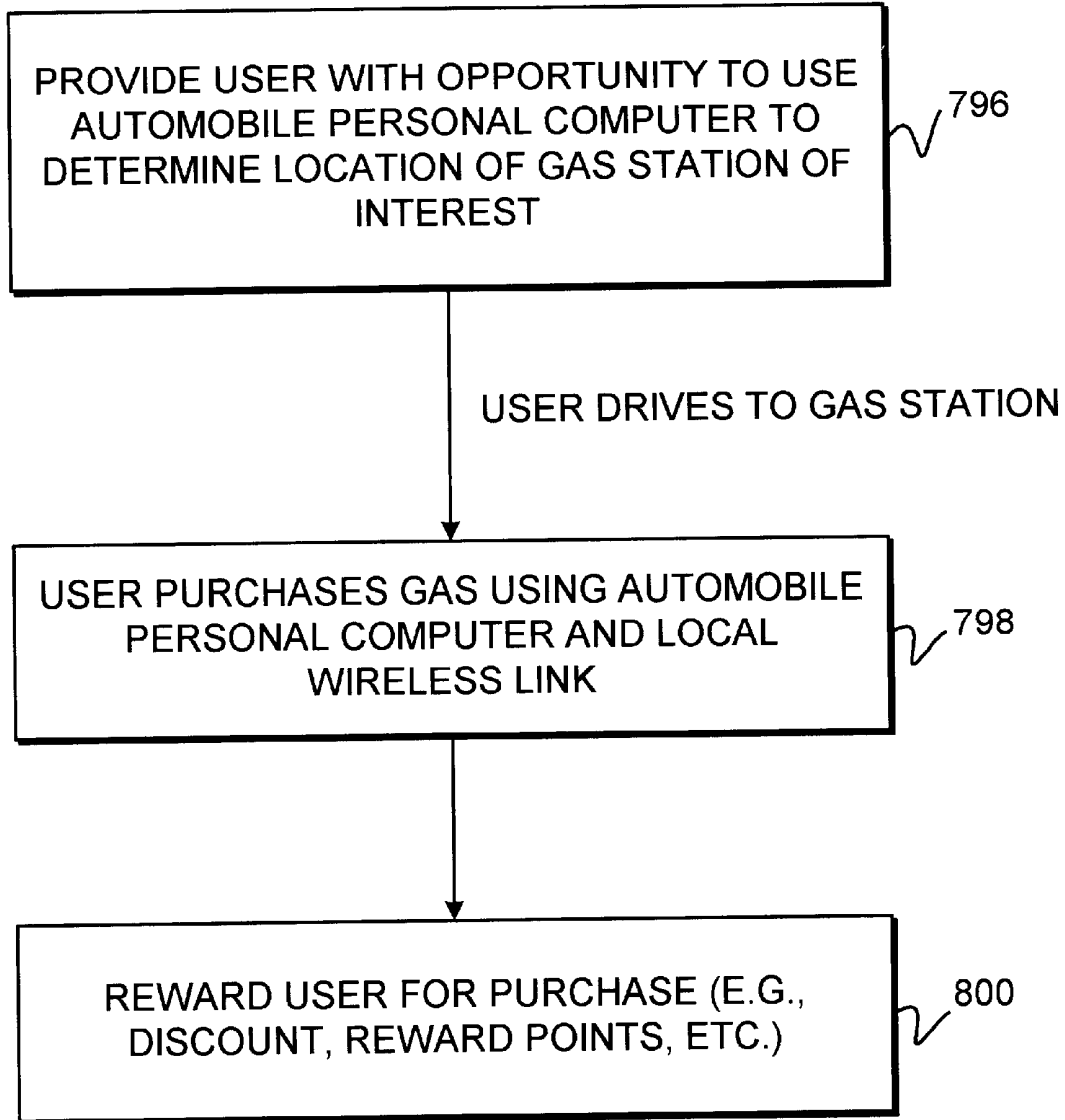 PROVIDE USER WITH OPPORTUNITY TO USE
AUTOMOBILE PERSONAL COMPUTER TO
DETERMINE LOCATION OF GAS STATION OF
INTEREST
796
USER DRIVES TO GAS STATION
USER PURCHASES GAS USING AUTOMOBILE
PERSONAL COMPUTER AND LOCAL
WIRELESS LINK
798
REWARD USER FOR PURCHASE (E.G.,
DISCOUNT, REWARD POINTS, ETC.)
800